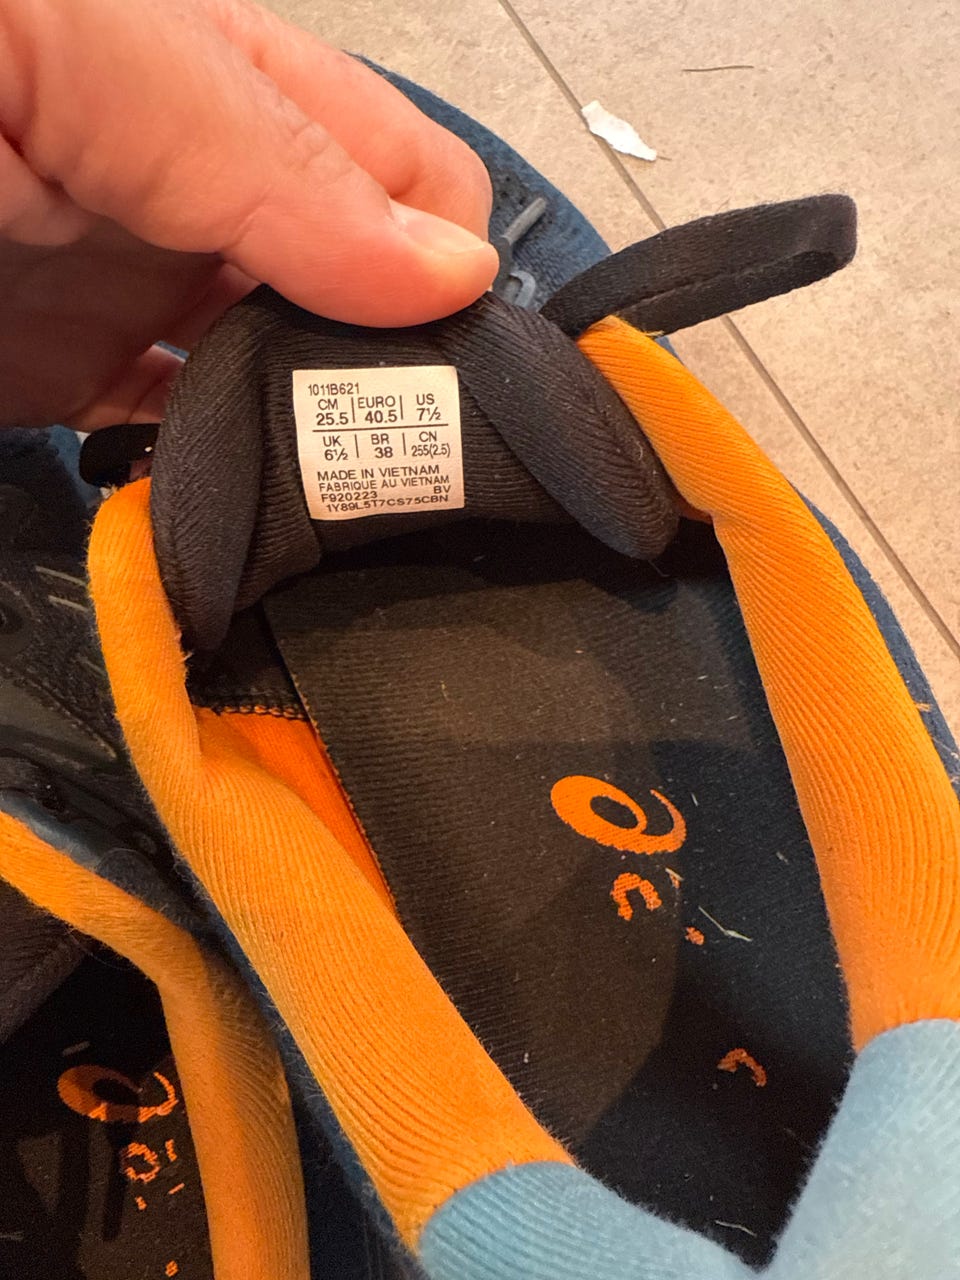 1011B621
CM EURO US
25.5 40.5 7½
UK BR CN
6½ 38 255(2.5)
MADE IN VIETNAM
FABRIQUE AU VIETNAM
F920223 BV
1Y89L5T7CS75CBN